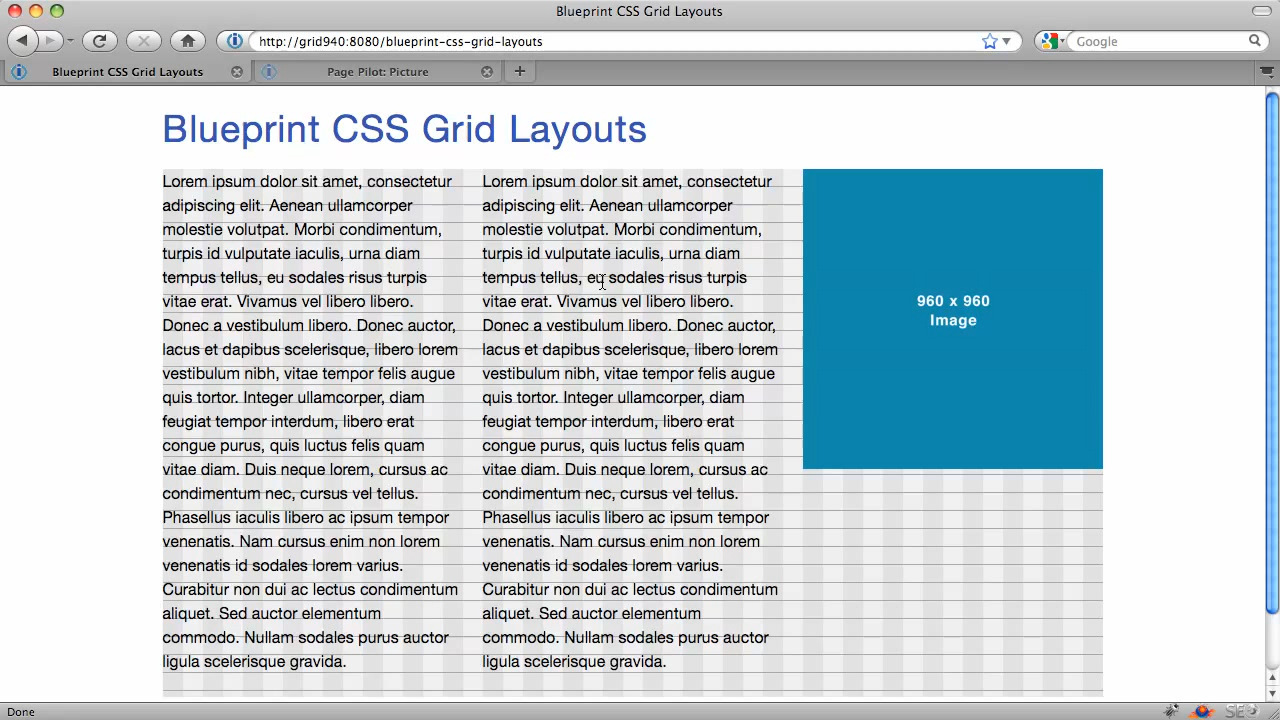 Blueprint CSS Grid Layouts
http://grid940:8080/blueprint-css-grid-layouts
Google
Blueprint CSS Grid Layouts
Page Pilot: Picture
Blueprint CSS Grid Layouts
Lorem ipsum dolor sit amet, consectetur
adipiscing elit. Aenean ullamcorper
molestie volutpat. Morbi condimentum,
turpis id vulputate iaculis, urna diam
tempus tellus, eu sodales risus turpis
vitae erat. Vivamus vel libero libero.
Donec a vestibulum libero. Donec auctor,
lacus et dapibus scelerisque, libero lorem
vestibulum nibh, vitae tempor felis augue
quis tortor. Integer ullamcorper, diam
feugiat tempor interdum, libero erat
congue purus, quis luctus felis quam
vitae diam. Duis neque lorem, cursus ac
condimentum nec, cursus vel tellus.
Phasellus iaculis libero ac ipsum tempor
venenatis. Nam cursus enim non lorem
venenatis id sodales lorem varius.
Curabitur non dui ac lectus condimentum
aliquet. Sed auctor elementum
commodo. Nullam sodales purus auctor
ligula scelerisque gravida.
Lorem ipsum dolor sit amet, consectetur
adipiscing elit. Aenean ullamcorper
molestie volutpat. Morbi condimentum,
turpis id vulputate iaculis, urna diam
tempus tellus, eu sodales risus turpis
vitae erat. Vivamus vel libero libero.
Donec a vestibulum libero. Donec auctor,
lacus et dapibus scelerisque, libero lorem
vestibulum nibh, vitae tempor felis augue
quis tortor. Integer ullamcorper, diam
feugiat tempor interdum, libero erat
congue purus, quis luctus felis quam
vitae diam. Duis neque lorem, cursus ac
condimentum nec, cursus vel tellus.
Phasellus iaculis libero ac ipsum tempor
venenatis. Nam cursus enim non lorem
venenatis id sodales lorem varius.
Curabitur non dui ac lectus condimentum
aliquet. Sed auctor elementum
commodo. Nullam sodales purus auctor
ligula scelerisque gravida.
960 x 960
Image
Done